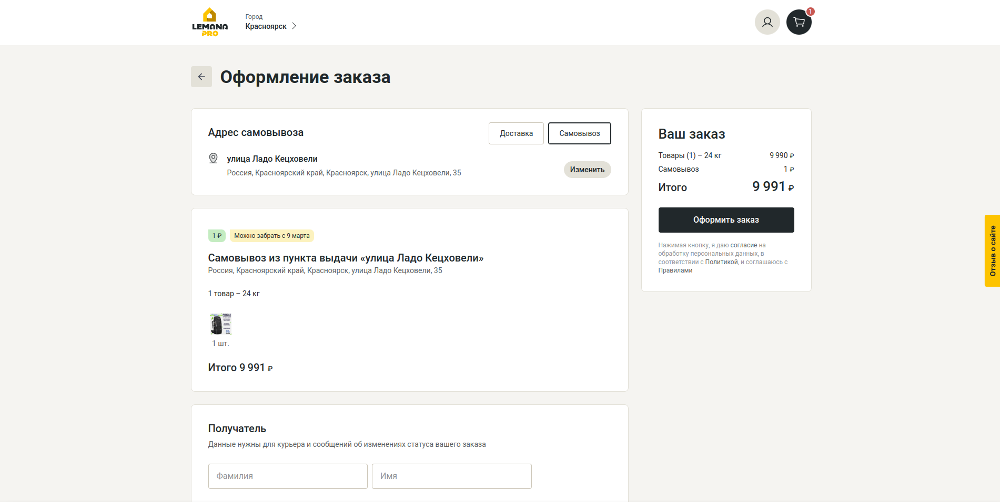 LEMANA
PRO
Город
Красноярск
1
Оформление заказа
Адрес самовывоза
Доставка
Самовывоз
улица Ладо Кецховели
Россия, Красноярский край, Красноярск, улица Ладо Кецховели, 35
Изменить
1 ₽
Можно забрать с 9 марта
Самовывоз из пункта выдачи «улица Ладо Кецховели»
Россия, Красноярский край, Красноярск, улица Ладо Кецховели, 35
1 товар – 24 кг
1 шт.
Итого 9 991 ₽
Получатель
Данные нужны для курьера и сообщений об изменениях статуса вашего заказа
Фамилия
Имя
Ваш заказ
Товары (1) – 24 кг 9 990 ₽
Самовывоз 1 ₽
Итого 9 991 ₽
Оформить заказ
Нажимая кнопку, я даю согласие на
обработку персональных данных, в
соответствии с Политикой, и соглашаюсь с
Правилами
Отзыв о сайте